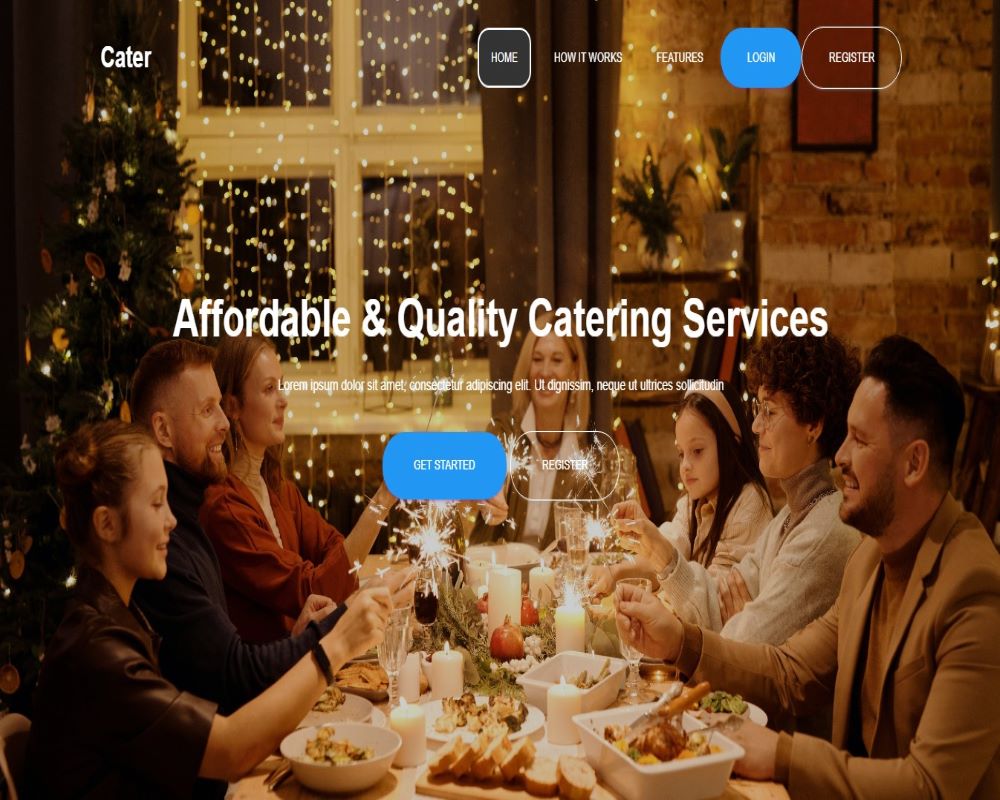 Cater
HOME
HOW IT WORKS
FEATURES
LOGIN
REGISTER
Affordable & Quality Catering Services
Lorem ipsum dolor sit amet, consectetuf adipiscing elit. Ut dignissim, neque ut ultrices sollicitudin
GET STARTED
REGISTER